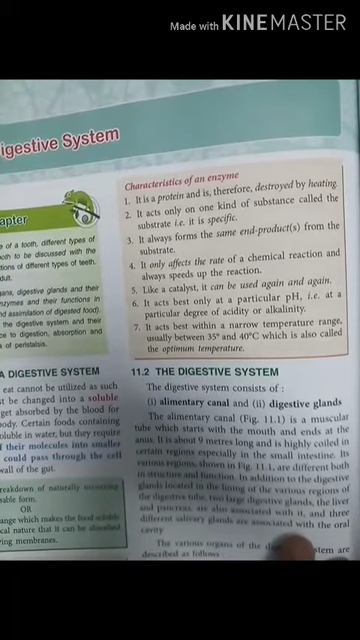 Made with KINEMASTER
igestive System
apter
e of a tooth, different types of
oth to be discussed with the
tions of different types of teeth.
dult.
gans, digestive glands and their
nzymes and their functions in
nd assimilation of digested food).
the digestive system and their
ce to digestion, absorption and
s of peristalsis.
A DIGESTIVE SYSTEM
eat cannot be utilized as such
st be changed into a soluble
get absorbed by the blood for
body. Certain foods containing
oluble in water, but they require
f their molecules into smaller
could pass through the cell
wall of the gut.
breakdown of naturally occurring
sable form.
OR
ange which makes the food soluble
cal nature that it can be absorbed
ving membranes.
Characteristics of an enzyme
1. It is a protein and is, therefore, destroyed by heating.
2. It acts only on one kind of substance called the
substrate i.e. it is specific.
3. It always forms the same end-product(s) from the
substrate.
4. It only affects the rate of a chemical reaction and
always speeds up the reaction.
5. Like a catalyst, it can be used again and again.
6. It acts best only at a particular pH, i.e. at a
particular degree of acidity or alkalinity.
7. It acts best within a narrow temperature range,
usually between 35° and 40°C which is also called
the optimum temperature.
11.2 THE DIGESTIVE SYSTEM
The digestive system consists of :
(i) alimentary canal and (ii) digestive glands
The alimentary canal (Fig. 11.1) is a muscular
tube which starts with the mouth and ends at the
anus. It is about 9 metres long and is highly coiled in
certain regions especially in the small intestine. Its
various regions, shown in Fig. 11.1, are different both
in structure and function. In addition to the digestive
glands located in the lining of the various regions of
the digestive tube, two large digestive glands, the liver
and pancreas, are also associated with it, and three
different salivary glands are associated with the oral
cavity.
The various organs of the stem are
described as follows